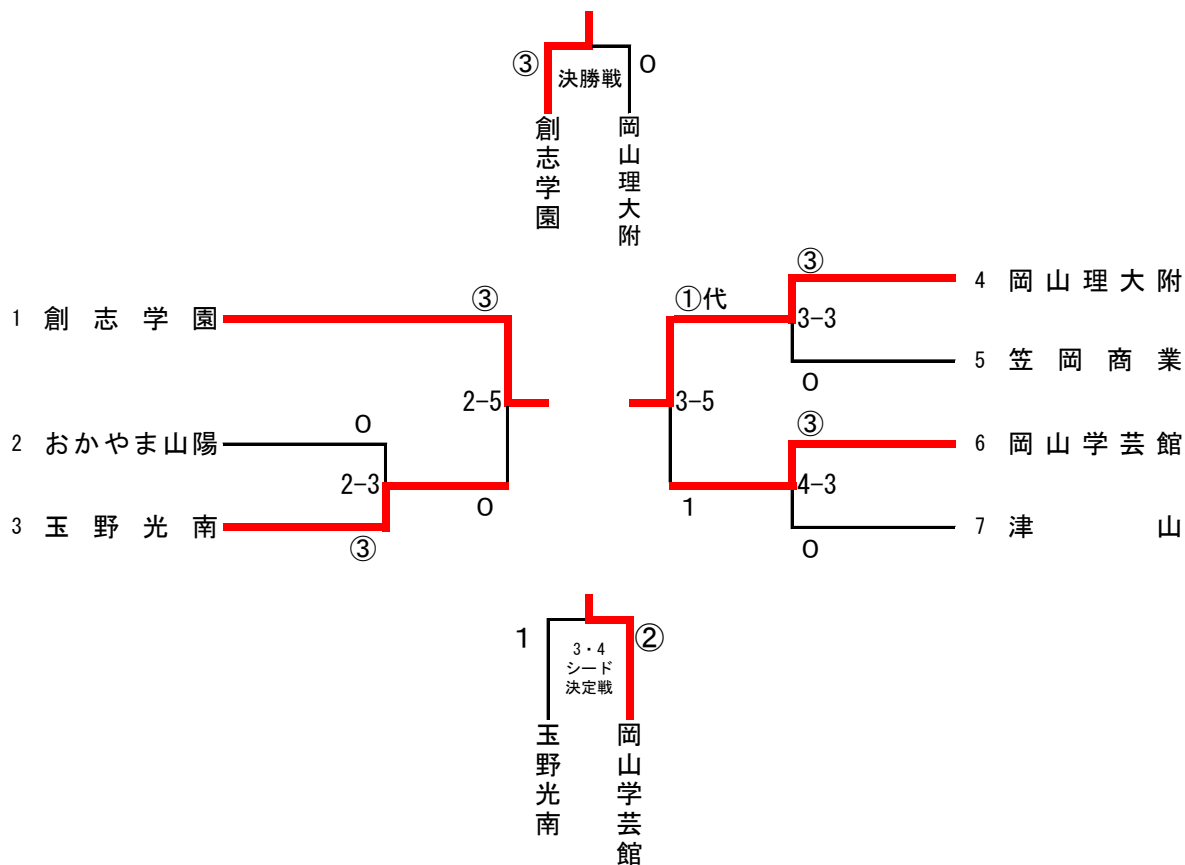 ③ 0
決勝戦
創志学園
岡山理大附
③
4 岡山理大附
③
①代
1 創志学園
3-3
5 笠岡商業
0
2-5
3-5
0
③
2 おかやま山陽
6 岡山学芸館
2-3
4-3
0
1
3 玉野光南
7 津山
③
0
1
②
3・4
シード
決定戦
玉野光南
岡山学芸館